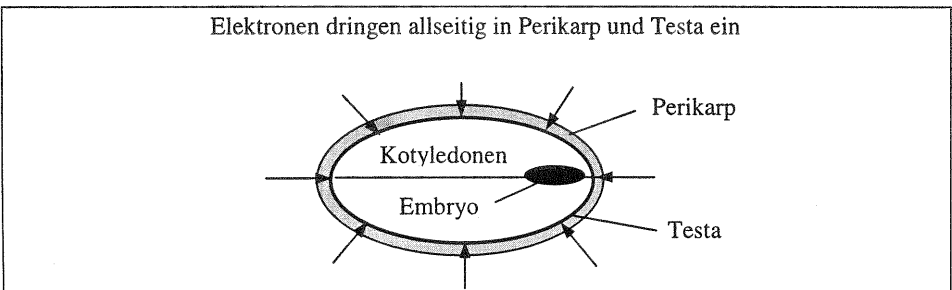 Elektronen dringen allseitig in Perikarp und Testa ein
Perikarp
Kotyledonen
Embryo
Testa